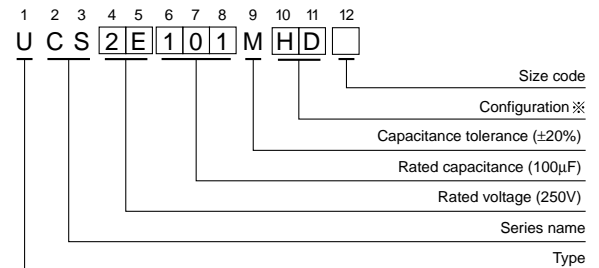 1 2 3 4 5 6 7 8 9 10 11 12
U C S 2 E 1 0 1 M H D
Size code
Configuration ※
Capacitance tolerance (±20%)
Rated capacitance (100µF)
Rated voltage (250V)
Series name
Type